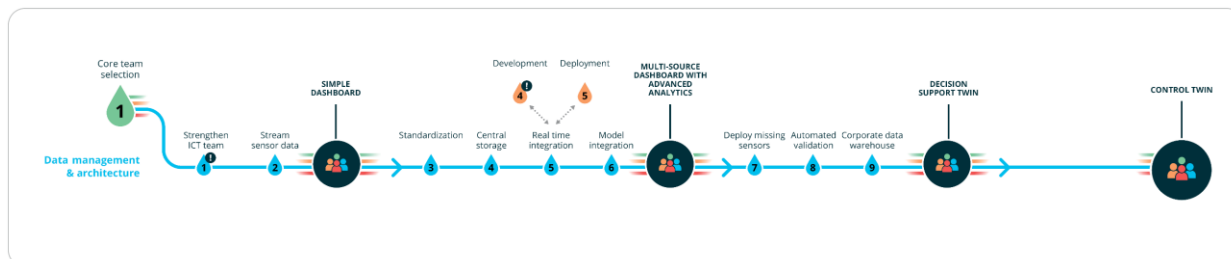 Core team
selection
1
Data management
& architecture
Strengthen
ICT team
!
1
Stream
sensor data
2
SIMPLE
DASHBOARD
Standardization
3
Central
storage
4
Development
4
!
Deployment
5
Real time
integration
5
Model
integration
6
MULTI-SOURCE
DASHBOARD WITH
ADVANCED
ANALYTICS
Deploy missing
sensors
7
Automated
validation
8
Corporate data
warehouse
9
DECISION
SUPPORT TWIN
CONTROL TWIN